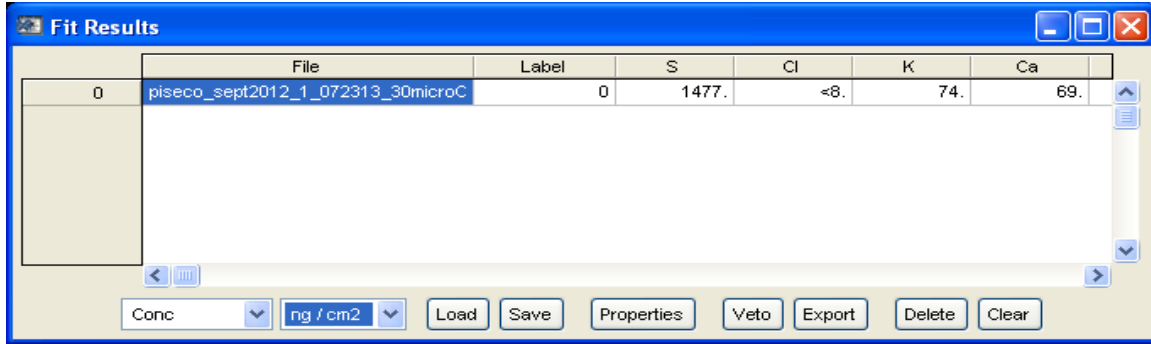 Fit Results
File Label S Cl K Ca
0 piseco_sept2012_1_072313_30microC 0 1477. <8. 74. 69.
Conc ng / cm2 Load Save Properties Veto Export Delete Clear